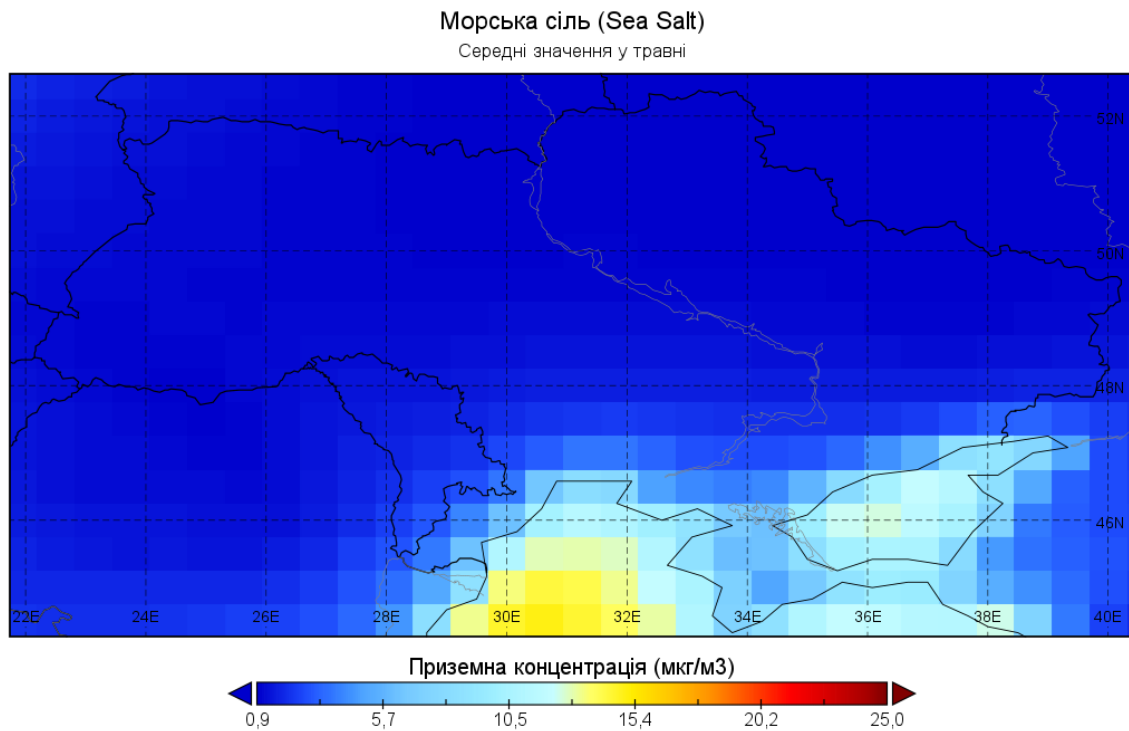 Морська сіль (Sea Salt)
Середні значення у травні
52N
50N
48N
46N
22E 24E 26E 28E 30E 32E 34E 36E 38E 40E
Приземна концентрація (мкг/м3)
0,9 5,7 10,5 15,4 20,2 25,0